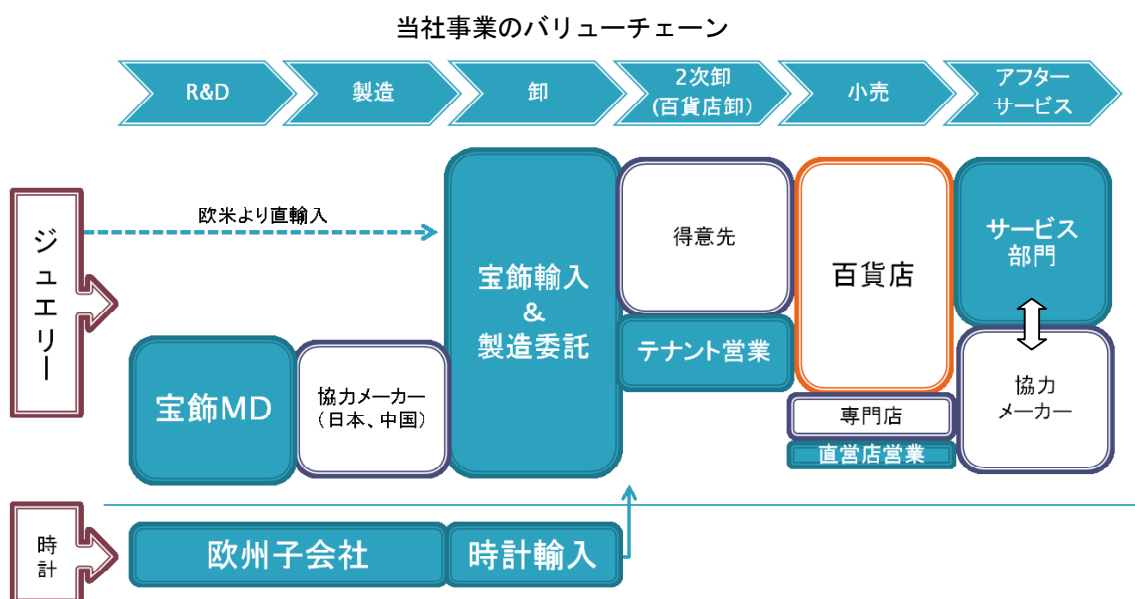 当社事業のバリューチェーン
R&D
製造
卸
2次卸
(百貨店卸)
小売
アフター
サービス
ジュエリー
欧米より直輸入
宝飾MD
協力メーカー
(日本、中国)
宝飾輸入
&
製造委託
得意先
テナント営業
百貨店
専門店
直営店営業
サービス
部門
協力
メーカー
時計
欧州子会社
時計輸入